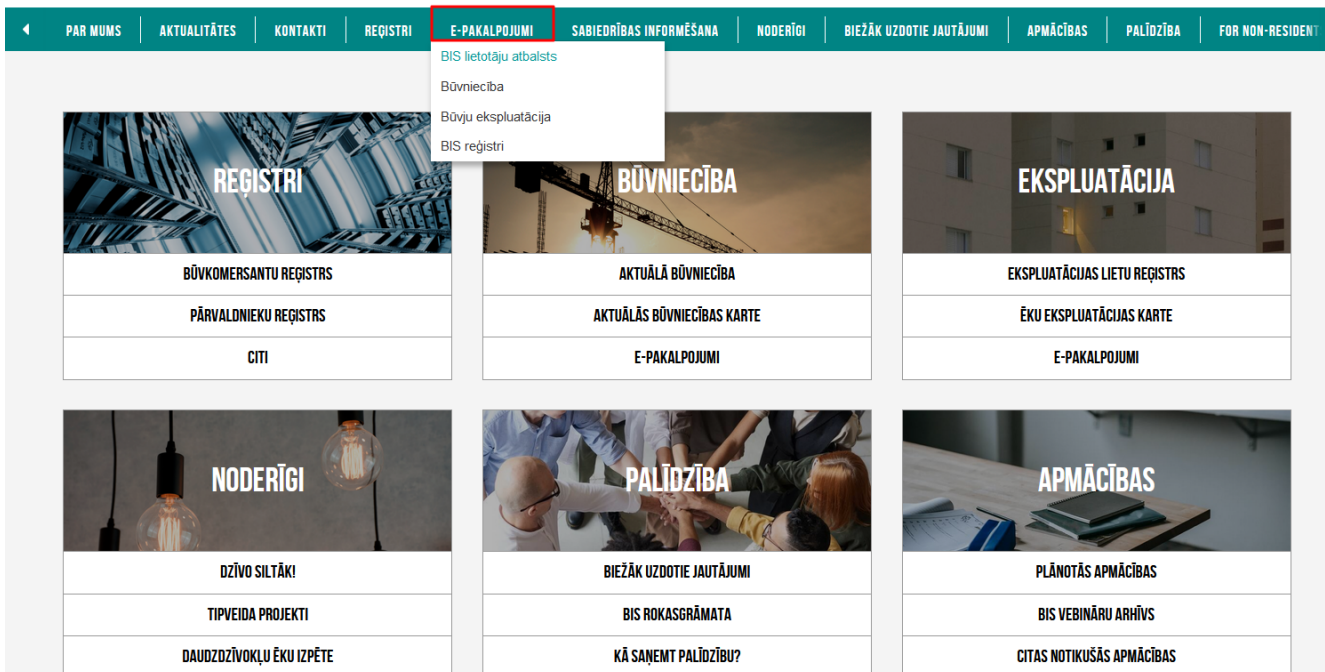 PAR MUMS AKTUALITĀTES KONTAKTI REĢISTRI E-PAKALPOJUMI SABIEDRĪBAS INFORMĒŠANA NODERĪGI BIEŽĀK UZDOTIE JAUTĀJUMI APMĀCĪBAS PALĪDZĪBA FOR NON-RESIDENT
BIS lietotāju atbalsts
Būvniecība
Būvju ekspluatācija
BIS reģistri
REĢISTRI
BŪVKOMERSANTU REĢISTRS
PĀRVALDNIEKU REĢISTRS
CITI
BŪVNIECĪBA
AKTUĀLĀ BŪVNIECĪBA
AKTUĀLĀS BŪVNIECĪBAS KARTE
E-PAKALPOJUMI
EKSPLUATĀCIJA
EKSPLUATĀCIJAS LIETU REĢISTRS
ĒKU EKSPLUATĀCIJAS KARTE
E-PAKALPOJUMI
NODERĪGI
DZĪVO SILTĀK!
TIPVEIDA PROJEKTI
DAUDZDZĪVOKĻU ĒKU IZPĒTE
PALĪDZĪBA
BIEŽĀK UZDOTIE JAUTĀJUMI
BIS ROKASGRĀMATA
KĀ SAŅEMT PALĪDZĪBU?
APMĀCĪBAS
PLĀNOTĀS APMĀCĪBAS
BIS VEBINĀRU ARHĪVS
CITAS NOTIKUŠĀS APMĀCĪBAS